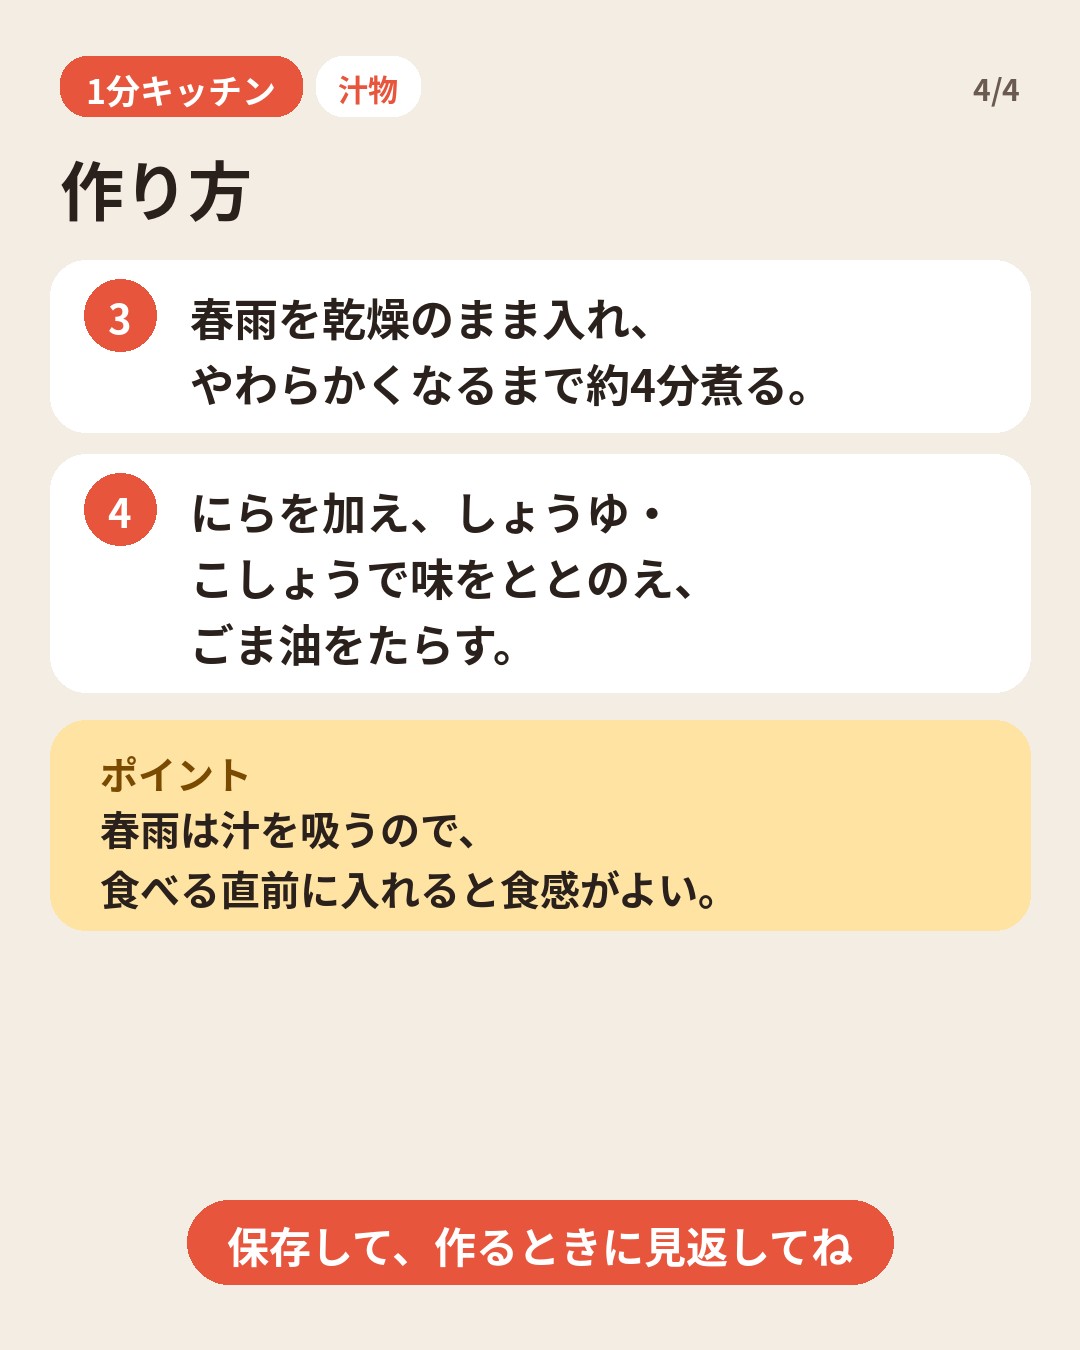 1分キッチン
汁物
4/4
作り方
3
春雨を乾燥のまま入れ、
やわらかくなるまで約4分煮る。
4
にらを加え、しょうゆ・
こしょうで味をととのえ、
ごま油をたらす。
ポイント
春雨は汁を吸うので、
食べる直前に入れると食感がよい。
保存して、作るときに見返してね